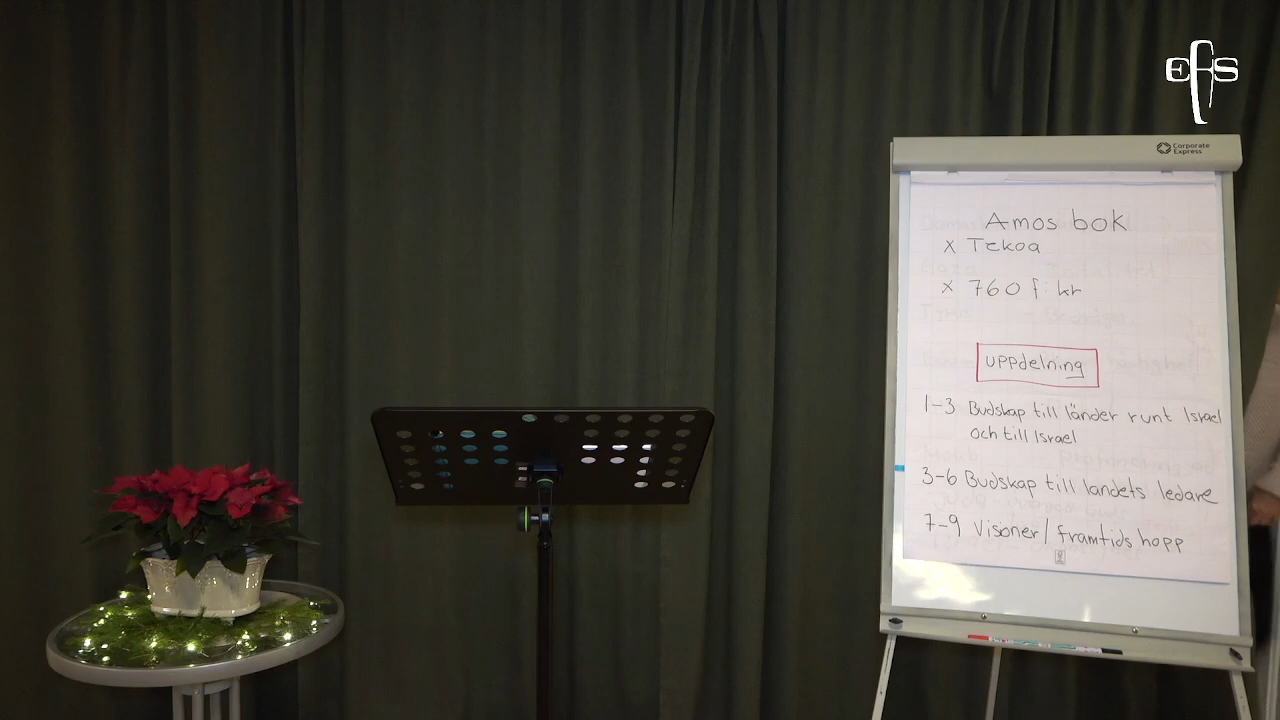 EFS
Corporate
Express
Amos bok
x Tekoa
x 760 f. kr
uppdelning
1-3 Budskap till länder runt Israel
och till Israel
3-6 Budskap till landets ledare
7-9 Visioner/framtids hopp